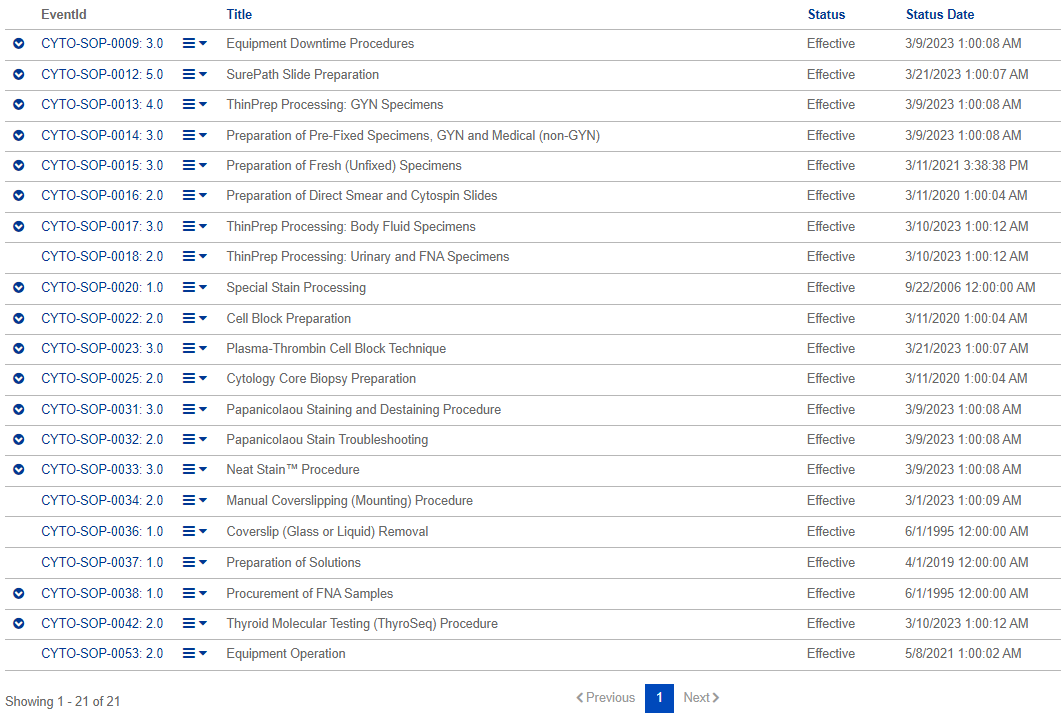 EventId Title Status Status Date
CYTO-SOP-0009: 3.0 Equipment Downtime Procedures Effective 3/9/2023 1:00:08 AM
CYTO-SOP-0012: 5.0 SurePath Slide Preparation Effective 3/21/2023 1:00:07 AM
CYTO-SOP-0013: 4.0 ThinPrep Processing: GYN Specimens Effective 3/9/2023 1:00:08 AM
CYTO-SOP-0014: 3.0 Preparation of Pre-Fixed Specimens, GYN and Medical (non-GYN) Effective 3/9/2023 1:00:08 AM
CYTO-SOP-0015: 3.0 Preparation of Fresh (Unfixed) Specimens Effective 3/11/2021 3:38:38 PM
CYTO-SOP-0016: 2.0 Preparation of Direct Smear and Cytospin Slides Effective 3/11/2020 1:00:04 AM
CYTO-SOP-0017: 3.0 ThinPrep Processing: Body Fluid Specimens Effective 3/10/2023 1:00:12 AM
CYTO-SOP-0018: 2.0 ThinPrep Processing: Urinary and FNA Specimens Effective 3/10/2023 1:00:12 AM
CYTO-SOP-0020: 1.0 Special Stain Processing Effective 9/22/2006 12:00:00 AM
CYTO-SOP-0022: 2.0 Cell Block Preparation Effective 3/11/2020 1:00:04 AM
CYTO-SOP-0023: 3.0 Plasma-Thrombin Cell Block Technique Effective 3/21/2023 1:00:07 AM
CYTO-SOP-0025: 2.0 Cytology Core Biopsy Preparation Effective 3/11/2020 1:00:04 AM
CYTO-SOP-0031: 3.0 Papanicolaou Staining and Destaining Procedure Effective 3/9/2023 1:00:08 AM
CYTO-SOP-0032: 2.0 Papanicolaou Stain Troubleshooting Effective 3/9/2023 1:00:08 AM
CYTO-SOP-0033: 3.0 Neat Stain™ Procedure Effective 3/9/2023 1:00:08 AM
CYTO-SOP-0034: 2.0 Manual Coverslipping (Mounting) Procedure Effective 3/1/2023 1:00:09 AM
CYTO-SOP-0036: 1.0 Coverslip (Glass or Liquid) Removal Effective 6/1/1995 12:00:00 AM
CYTO-SOP-0037: 1.0 Preparation of Solutions Effective 4/1/2019 12:00:00 AM
CYTO-SOP-0038: 1.0 Procurement of FNA Samples Effective 6/1/1995 12:00:00 AM
CYTO-SOP-0042: 2.0 Thyroid Molecular Testing (ThyroSeq) Procedure Effective 3/10/2023 1:00:12 AM
CYTO-SOP-0053: 2.0 Equipment Operation Effective 5/8/2021 1:00:02 AM
Showing 1 - 21 of 21 Previous 1 Next